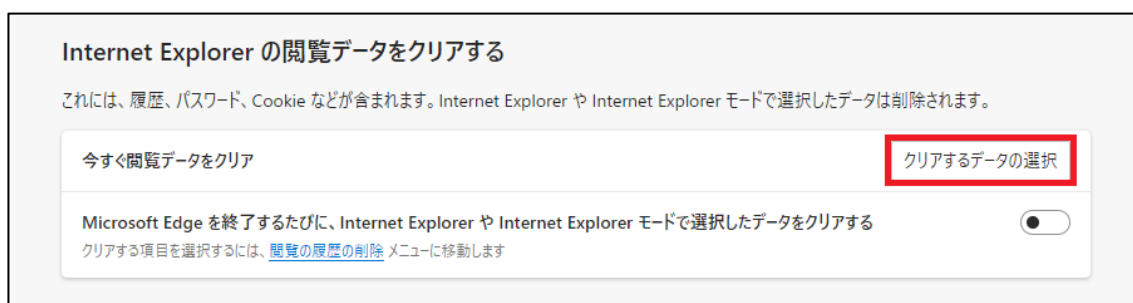 Internet Explorer の閲覧データをクリアする
これには、履歴、パスワード、Cookie などが含まれます。Internet Explorer や Internet Explorer モードで選択したデータは削除されます。
今すぐ閲覧データをクリア
クリアするデータの選択
Microsoft Edge を終了するたびに、Internet Explorer や Internet Explorer モードで選択したデータをクリアする
クリアする項目を選択するには、閲覧の履歴の削除 メニューに移動します